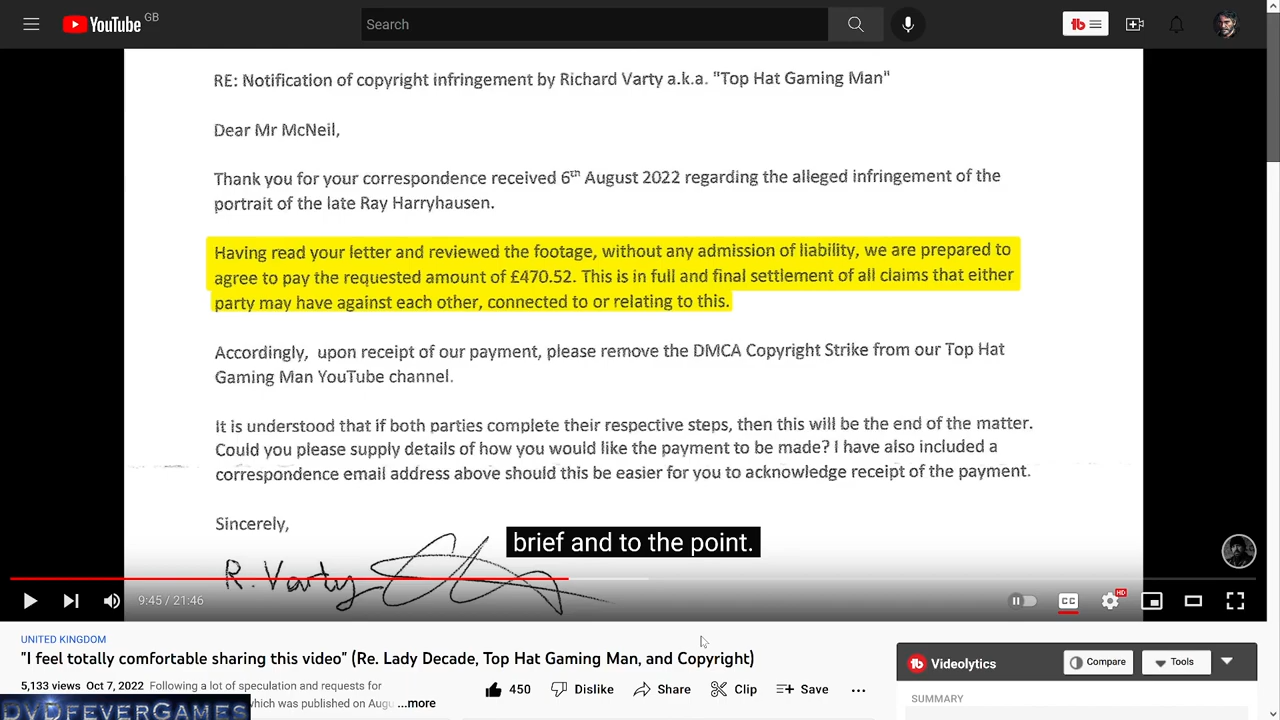 YouTube GB
Search
RE: Notification of copyright infringement by Richard Varty a.k.a. "Top Hat Gaming Man"
Dear Mr McNeil,
Thank you for your correspondence received 6th August 2022 regarding the alleged infringement of the
portrait of the late Ray Harryhausen.
Having read your letter and reviewed the footage, without any admission of liability, we are prepared to
agree to pay the requested amount of £470.52. This is in full and final settlement of all claims that either
party may have against each other, connected to or relating to this.
Accordingly, upon receipt of our payment, please remove the DMCA Copyright Strike from our Top Hat
Gaming Man YouTube channel.
It is understood that if both parties complete their respective steps, then this will be the end of the matter.
Could you please supply details of how you would like the payment to be made? I have also included a
correspondence email address above should this be easier for you to acknowledge receipt of the payment.
Sincerely,
brief and to the point.
R. Varty
9:45 / 21:46
CC
HD
UNITED KINGDOM
"I feel totally comfortable sharing this video" (Re. Lady Decade, Top Hat Gaming Man, and Copyright)
5,133 views Oct 7, 2022 Following a lot of speculation and requests for
which was published on Augu ...more
450 Dislike Share Clip Save
Videolytics Compare Tools
SUMMARY
DVDFEVERGAMES